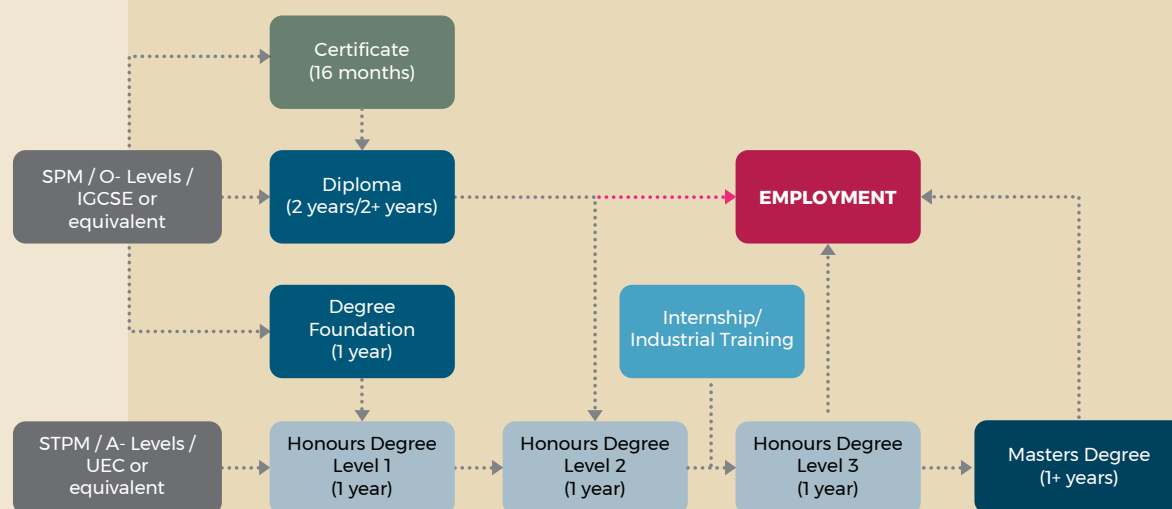 Certificate
(16 months)
SPM / O- Levels /
IGCSE or
equivalent
Diploma
(2 years/2+ years)
EMPLOYMENT
Degree
Foundation
(1 year)
Internship/
Industrial Training
STPM / A- Levels /
UEC or
equivalent
Honours Degree
Level 1
(1 year)
Honours Degree
Level 2
(1 year)
Honours Degree
Level 3
(1 year)
Masters Degree
(1+ years)